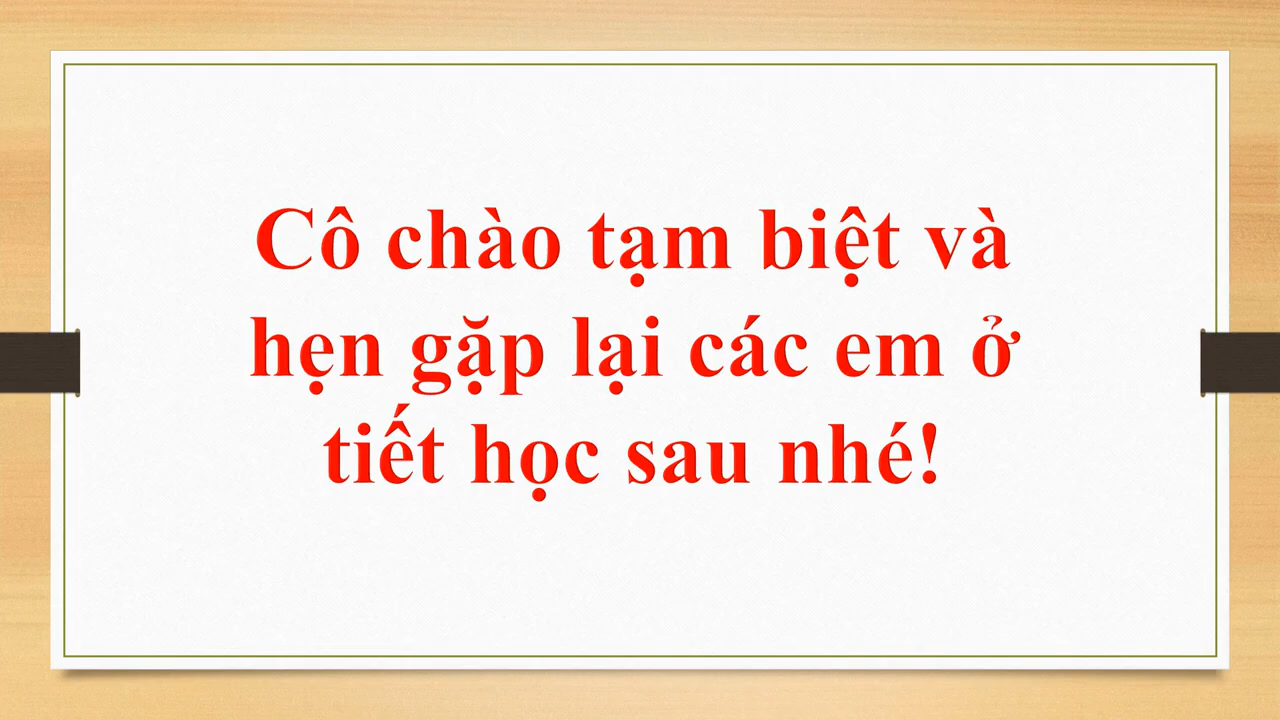 Cô chào tạm biệt và
hẹn gặp lại các em ở
tiết học sau nhé!